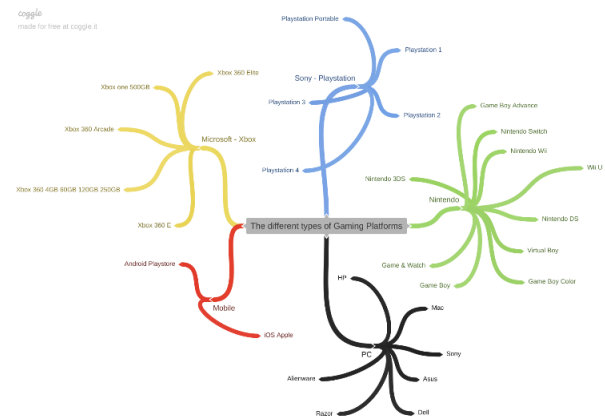 coggle
made for free at coggle.it
Playstation Portable
Playstation 1
Sony - Playstation
Playstation 3
Playstation 2
Playstation 4
Xbox 360 Elite
Xbox one 500GB
Xbox 360 Arcade
Microsoft - Xbox
Xbox 360 4GB 60GB 120GB 250GB
Xbox 360 E
Game Boy Advance
Nintendo Switch
Nintendo Wii
Wii U
Nintendo 3DS
Nintendo
Nintendo DS
Virtual Boy
Game & Watch
Game Boy Color
Game Boy
The different types of Gaming Platforms
Android Playstore
Mobile
iOS Apple
HP
Mac
PC
Sony
Alienware
Asus
Razor
Dell